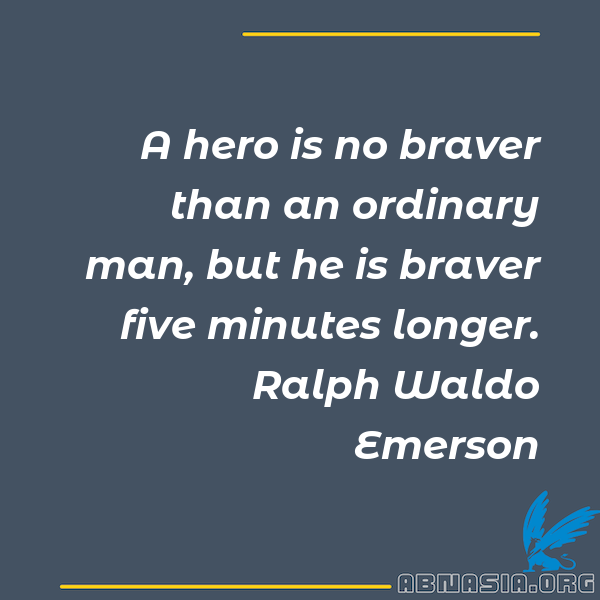 A hero is no braver
than an ordinary
man, but he is braver
five minutes longer.
Ralph Waldo
Emerson
ABNASIA.ORG